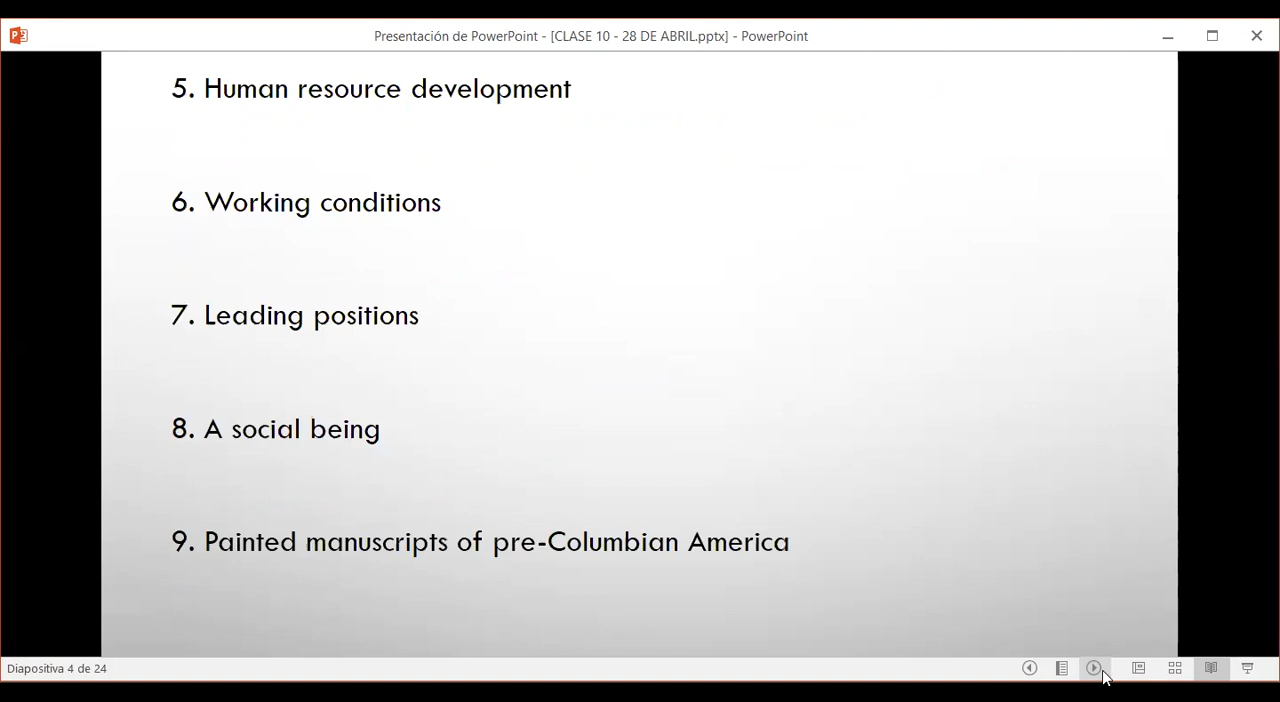 Presentación de PowerPoint - [CLASE 10 - 28 DE ABRIL.pptx] - PowerPoint
5. Human resource development
6. Working conditions
7. Leading positions
8. A social being
9. Painted manuscripts of pre-Columbian America
Diapositiva 4 de 24